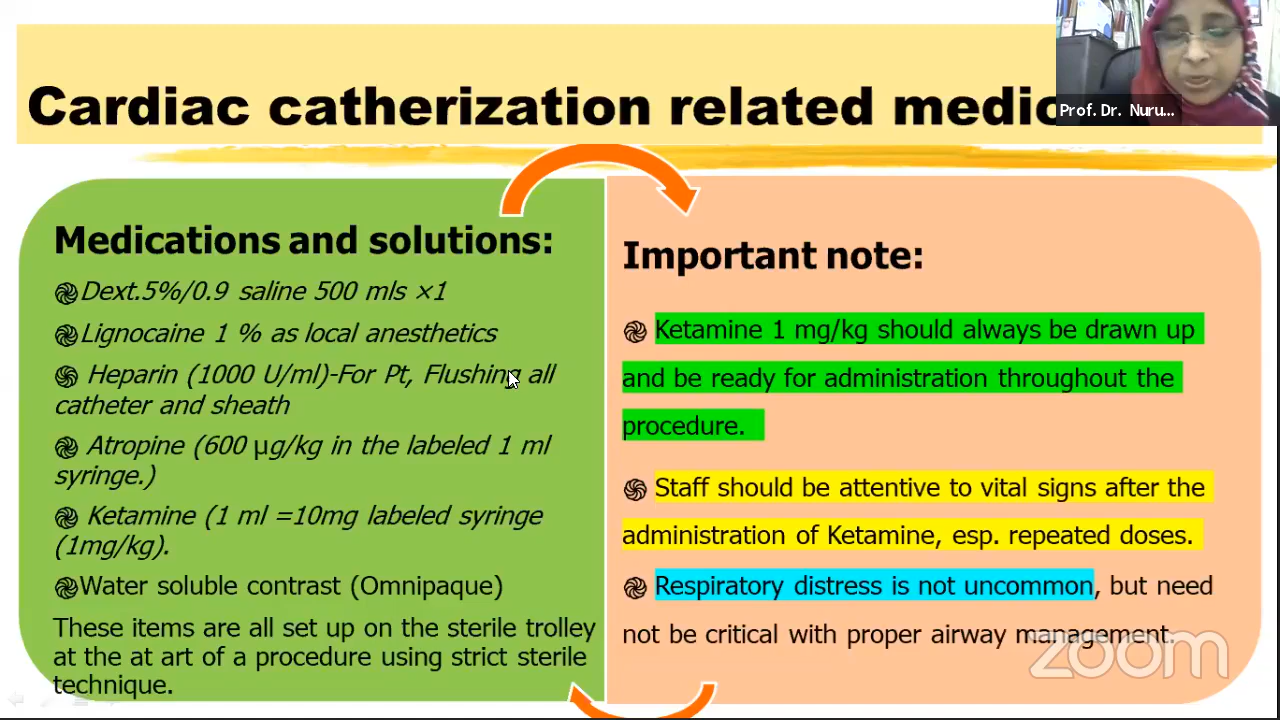 Cardiac catherization related medic
Prof. Dr. Nuru...
Medications and solutions:
Dext.5%/0.9 saline 500 mls ×1
Lignocaine 1 % as local anesthetics
Heparin (1000 U/ml)-For Pt, Flushing all
catheter and sheath
Atropine (600 µg/kg in the labeled 1 ml
syringe.)
Ketamine (1 ml =10mg labeled syringe
(1mg/kg).
Water soluble contrast (Omnipaque)
These items are all set up on the sterile trolley
at the at art of a procedure using strict sterile
technique.
Important note:
Ketamine 1 mg/kg should always be drawn up
and be ready for administration throughout the
procedure.
Staff should be attentive to vital signs after the
administration of Ketamine, esp. repeated doses.
Respiratory distress is not uncommon, but need
not be critical with proper airway management.
zoom